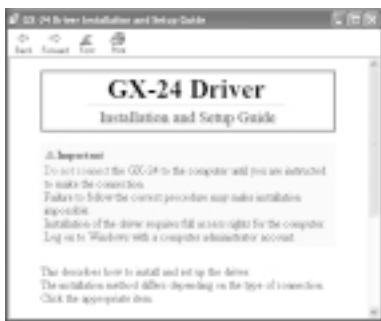 GX-24 Driver Installation and Setup Guide
Back Forward Font Print
GX-24 Driver
Installation and Setup Guide
Important
Do not connect the GX-24 to the computer until you are instructed
to make the connection.
Failure to follow the correct procedure may make installation
impossible.
Installation of the driver requires full access rights for the computer.
Log on to Windows with a computer administrator account.
This describes how to install and set up the driver.
The installation method differs depending on the type of connection.
Click the appropriate item.